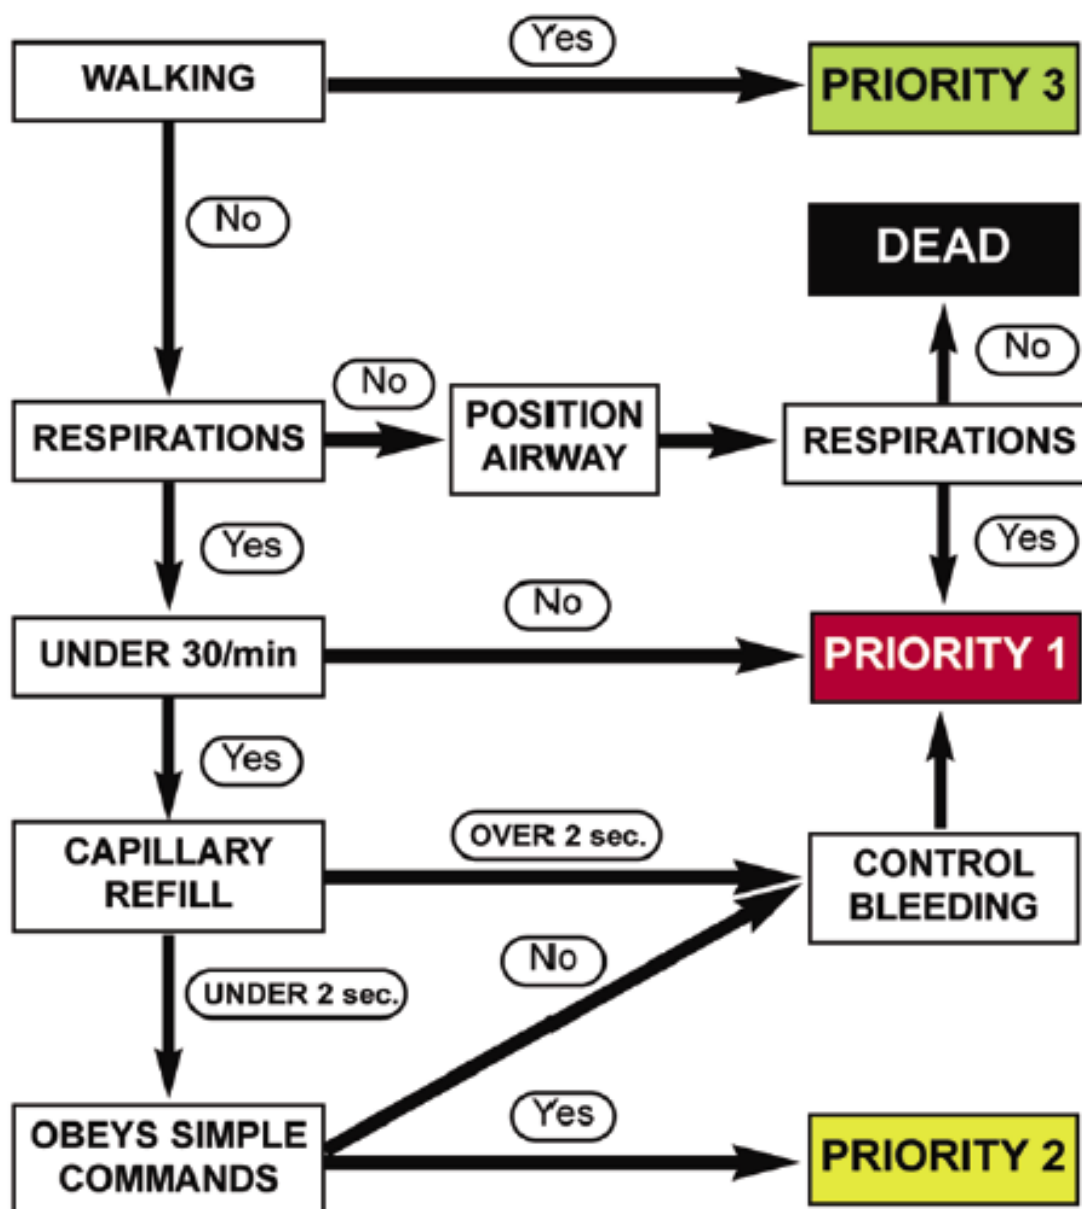 WALKING
Yes
PRIORITY 3
No
DEAD
No
RESPIRATIONS
No
POSITION
AIRWAY
RESPIRATIONS
Yes
Yes
UNDER 30/min
No
PRIORITY 1
Yes
CAPILLARY
REFILL
OVER 2 sec.
CONTROL
BLEEDING
No
UNDER 2 sec.
OBEYS SIMPLE
COMMANDS
Yes
PRIORITY 2